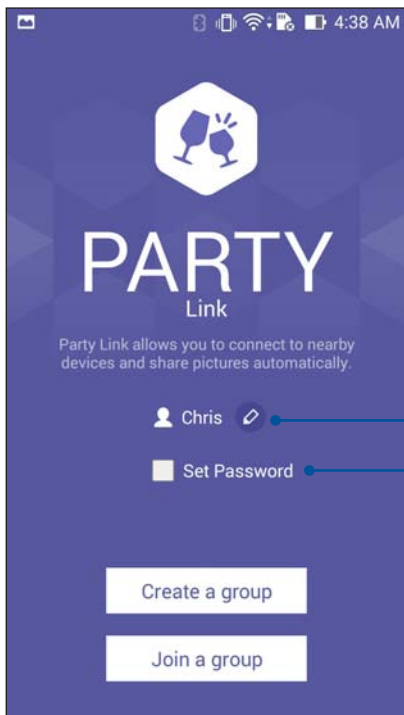 4:38 AM
PARTY
Link
Party Link allows you to connect to nearby
devices and share pictures automatically.
Chris
Set Password
Create a group
Join a group